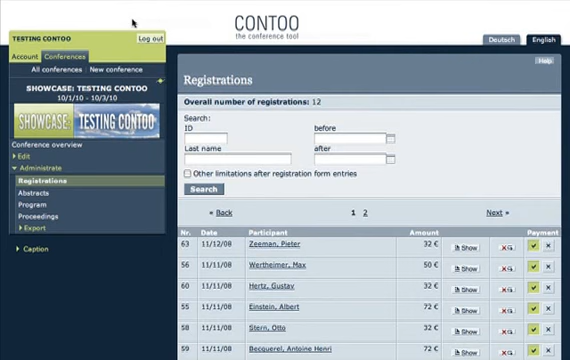 CONTOO
the conference tool
TESTING CONTOO
Log out
Deutsch
English
Account
Conferences
All conferences
New conference
SHOWCASE: TESTING CONTOO
10/1/10 - 10/3/10
SHOWCASE: TESTING CONTOO
Conference overview
Edit
Administrate
Registrations
Abstracts
Program
Proceedings
Export
Caption
Help
Registrations
Overall number of registrations: 12
Search:
ID
before
Last name
after
Other limitations after registration form entries
Search
« Back
1 2
Next »
Nr. Date Participant Amount Payment
63 11/12/08 Zeeman, Pieter 32 € Show
56 11/11/08 Wertheimer, Max 50 € Show
60 11/11/08 Hertz, Gustav 32 € Show
55 11/11/08 Einstein, Albert 72 € Show
58 11/11/08 Stern, Otto 32 € Show
59 11/11/08 Becquerel, Antoine Henri 72 € Show